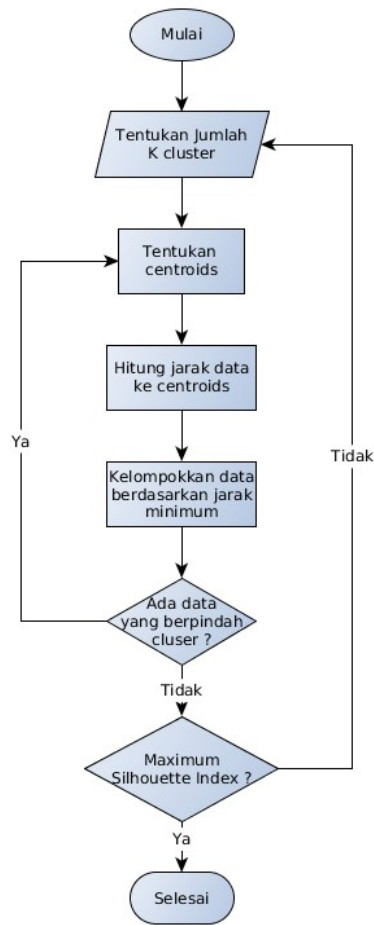 Mulai
Tentukan Jumlah
K cluster
Tentukan
centroids
Hitung jarak data
ke centroids
Ya
Tidak
Kelompokkan data
berdasarkan jarak
minimum
Ada data
yang berpindah
cluser ?
Tidak
Maximum
Silhouette Index ?
Ya
Selesai